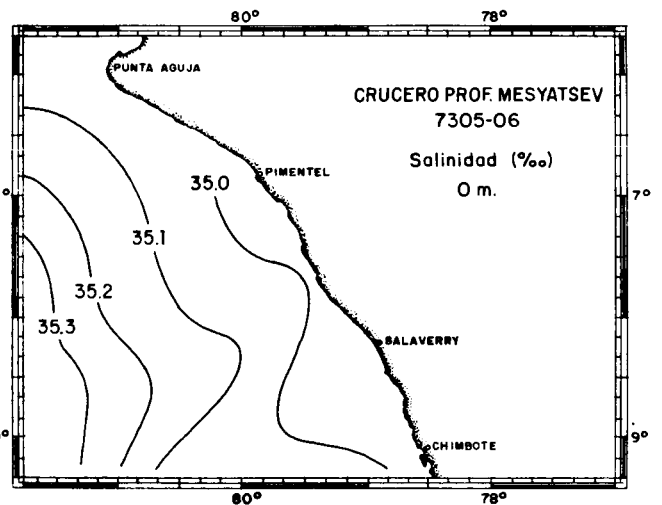 80°
78°
PUNTA AGUJA
CRUCERO PROF. MESYATSEV
7305-06
Salinidad (‰)
0 m.
PIMENTEL
35.0
7°
35.1
35.2
35.3
SALAVERRY
CHIMBOTE
9°
80°
78°